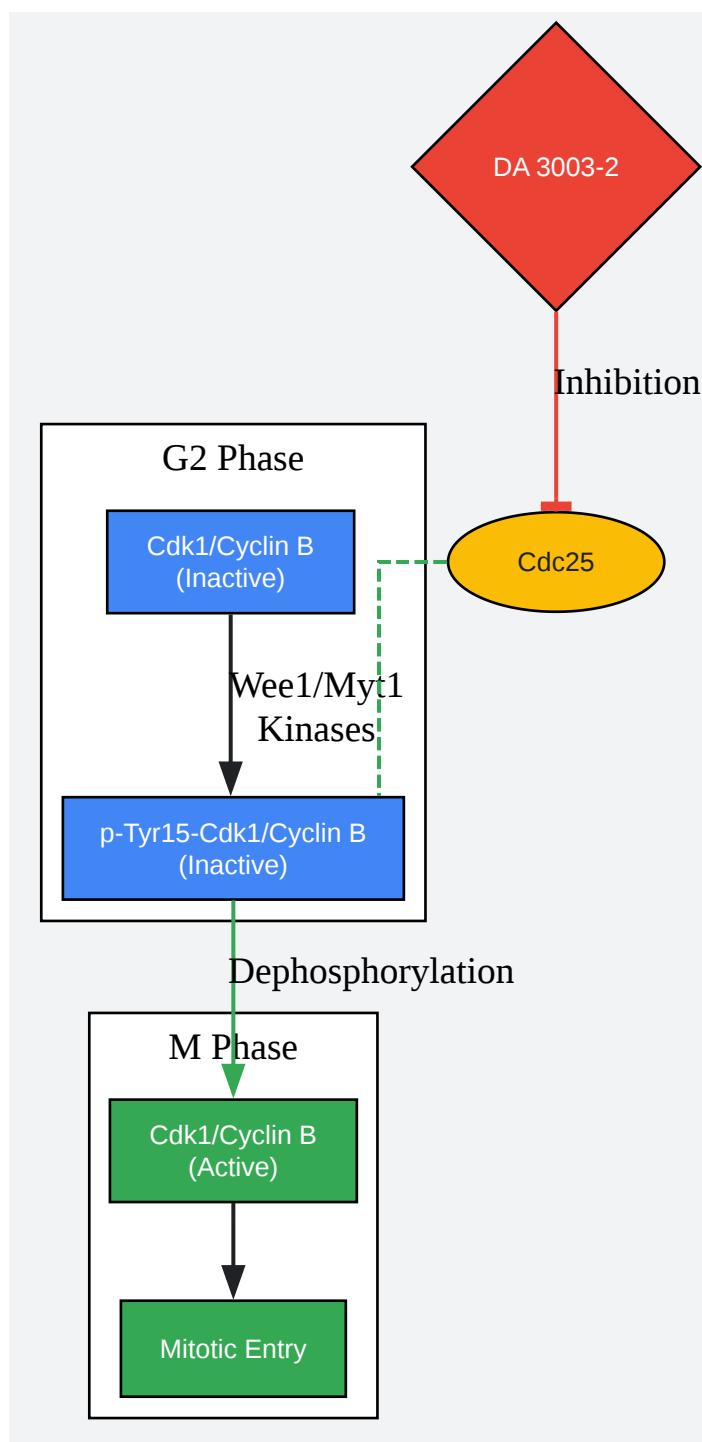 DA 3003-2
Inhibition
G2 Phase
Cdk1/Cyclin B
(Inactive)
Cdc25
Wee1/Myt1
Kinases
p-Tyr15-Cdk1/Cyclin B
(Inactive)
Dephosphorylation
M Phase
Cdk1/Cyclin B
(Active)
Mitotic Entry